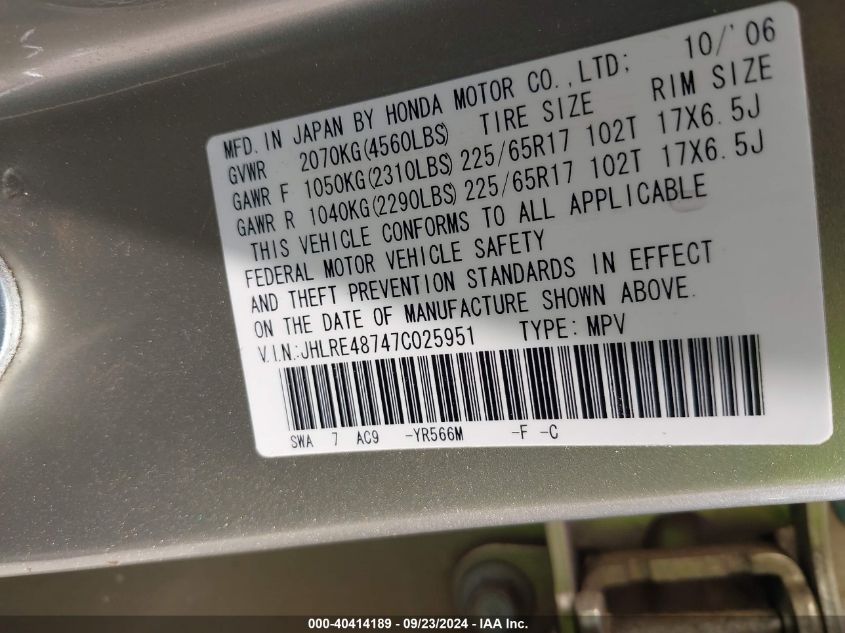 MFD. IN JAPAN BY HONDA MOTOR CO.,LTD; 10/'06
GVWR 2070KG(4560LBS) TIRE SIZE RIM SIZE
GAWR F 1050KG(2310LBS) 225/65R17 102T 17X6.5J
GAWR R 1040KG(2290LBS) 225/65R17 102T 17X6.5J
THIS VEHICLE CONFORMS TO ALL APPLICABLE
FEDERAL MOTOR VEHICLE SAFETY
AND THEFT PREVENTION STANDARDS IN EFFECT
ON THE DATE OF MANUFACTURE SHOWN ABOVE.
V.I.N.:JHLRE48747C025951 TYPE: MPV
SWA 7 AC9 -YR566M -F -C
000-40414189 / 09/23/2024 - IAA Inc.